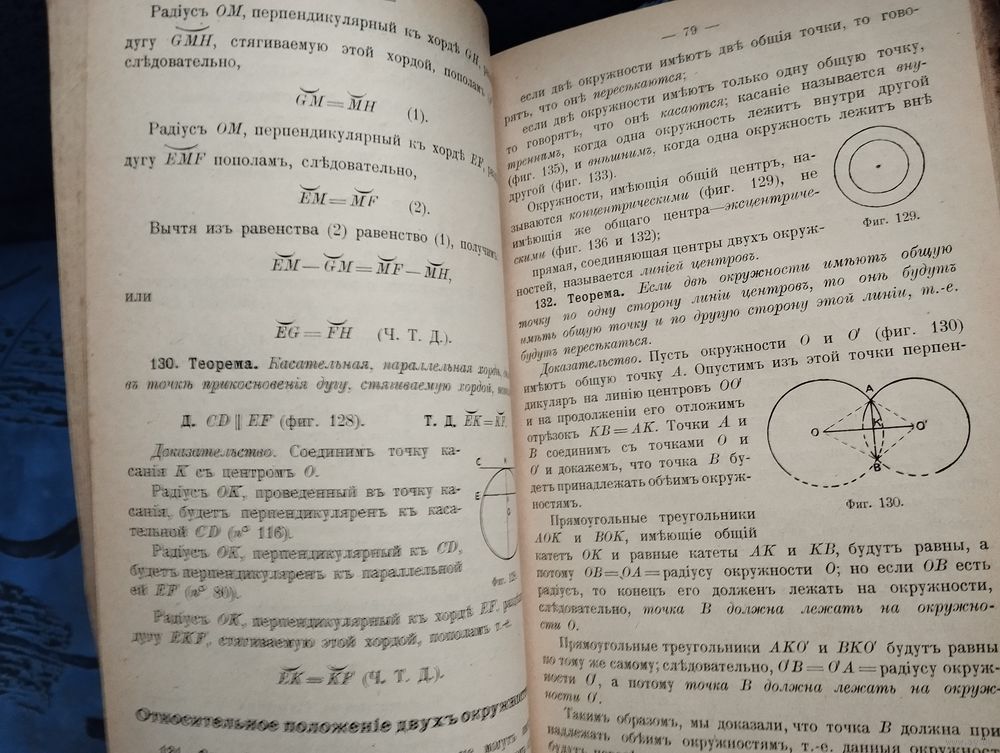 Радіусъ OM, перпендикулярный къ хордѣ GH,
дугу GMH, стягиваемую этой хордой, пополамъ
слѣдовательно,
GM = MH (1).
Радіусъ OM, перпендикулярный къ хордѣ EF,
дугу EMF пополамъ, слѣдовательно,
EM = MF (2).
Вычтя изъ равенства (2) равенство (1), получимъ
EM — GM = MF — MH,
или
EG = FH (Ч. Т. Д.).
130. Теорема. Касательная, параллельная хордѣ,
въ точкѣ прикосновенія дугу, стягиваемую хордой,
Д. CD ∥ EF (фиг. 128). Т. Д. EK = KF.
Доказательство. Соединимъ точку ка-
санія K съ центромъ O.
Радіусъ OK, проведенный въ точку ка-
санія, будетъ перпендикуляренъ къ каса-
тельной CD (n° 116).
Радіусъ OK, перпендикулярный къ CD,
будетъ перпендикуляренъ къ параллельной
ей EF (n° 80).
Радіусъ OK, перпендикулярный къ хордѣ EF,
дугу EKF, стягиваемую этой хордой, пополамъ т.-е.
EK = KF (Ч. Т. Д.).
Относительное положеніе двухъ окружностей
C
E
O
Фиг. 128
— 79 —
если двѣ окружности имѣютъ двѣ общія точки, то гово-
рятъ, что онѣ пересѣкаются;
если двѣ окружности имѣютъ только одну общую точку,
то говорятъ, что онѣ касаются; касаніе называется вну-
треннимъ, когда одна окружность лежитъ внутри другой
(фиг. 135), и внѣшнимъ, когда одна окружность лежитъ внѣ
другой (фиг. 133).
Окружности, имѣющія общій центръ, на-
зываются концентрическими (фиг. 129), не
имѣющія же общаго центра—эксцентриче-
скими (фиг. 136 и 132);
Фиг. 129.
прямая, соединяющая центры двухъ окруж-
ностей, называется линіей центровъ.
132. Теорема. Если двѣ окружности имѣютъ общую
точку по одну сторону линіи центровъ, то онѣ будутъ
имѣть общую точку и по другую сторону этой линіи, т.-е.
будутъ пересѣкаться.
Доказательство. Пусть окружности O и O′ (фиг. 130)
имѣютъ общую точку A. Опустимъ изъ этой точки перпен-
дикуляръ на линію центровъ OO′
и на продолженіи его отложимъ
отрѣзокъ KB = AK. Точки A и
B соединимъ съ точками O и
O′ и докажемъ, что точка B бу-
детъ принадлежать обѣимъ окруж-
ностямъ.
A
O
K
O′
B
Фиг. 130.
Прямоугольные треугольники
AOK и BOK, имѣющіе общій
катетъ OK и равные катеты AK и KB, будутъ равны, а
потому OB = OA = радіусу окружности O; но если OB есть
радіусъ, то конецъ его долженъ лежать на окружности,
слѣдовательно, точка B должна лежать на окружно-
сти O.
Прямоугольные треугольники AKO′ и BKO′ будутъ равны
по тому же самому; слѣдовательно, O′B = O′A = радіусу окруж-
ности O′, а потому точка B должна лежать на окруж-
ности O′.
Такимъ образомъ, мы доказали, что точка B должна при-
надлежать обѣимъ окружностямъ, т.-е. данныя окружности